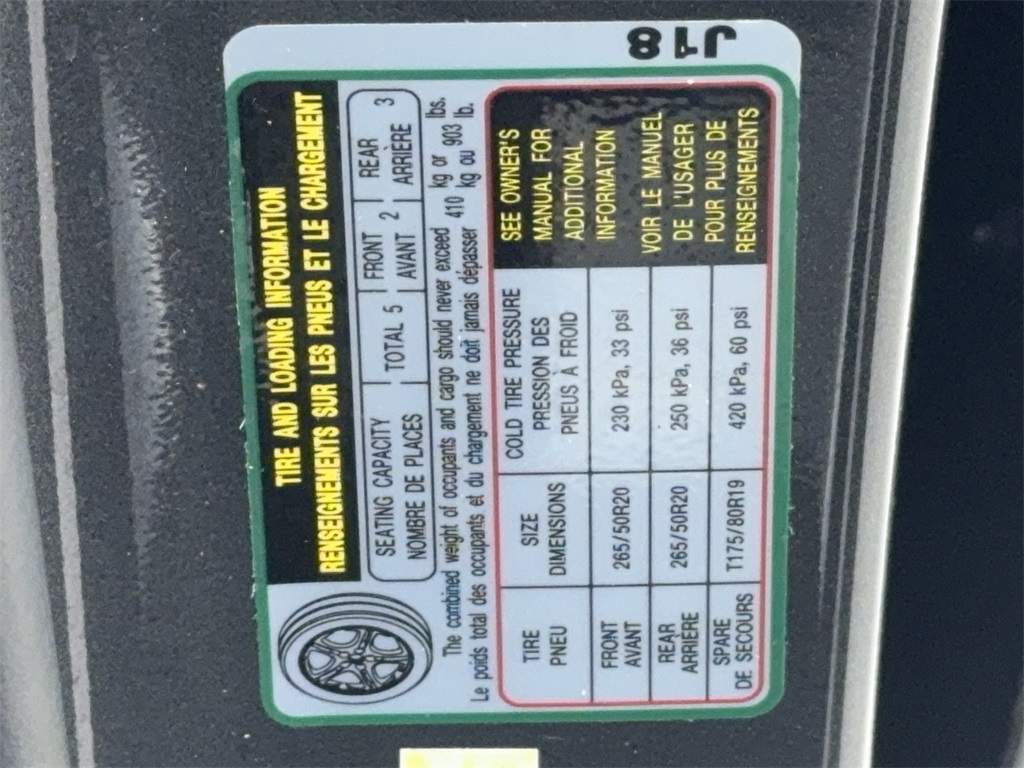 J18
TIRE AND LOADING INFORMATION
RENSEIGNEMENTS SUR LES PNEUS ET LE CHARGEMENT
SEATING CAPACITY TOTAL 5 FRONT 2 REAR 3
NOMBRE DE PLACES AVANT ARRIÈRE
The combined weight of occupants and cargo should never exceed 410 kg or 903 lbs.
Le poids total des occupants et du chargement ne doit jamais dépasser 410 kg ou 903 lb.
TIRE SIZE COLD TIRE PRESSURE
PNEU DIMENSIONS PRESSION DES
PNEUS À FROID
FRONT 265/50R20 230 kPa, 33 psi
AVANT
REAR 265/50R20 250 kPa, 36 psi
ARRIÈRE
SPARE T175/80R19 420 kPa, 60 psi
DE SECOURS
SEE OWNER'S
MANUAL FOR
ADDITIONAL
INFORMATION
VOIR LE MANUEL
DE L'USAGER
POUR PLUS DE
RENSEIGNEMENTS